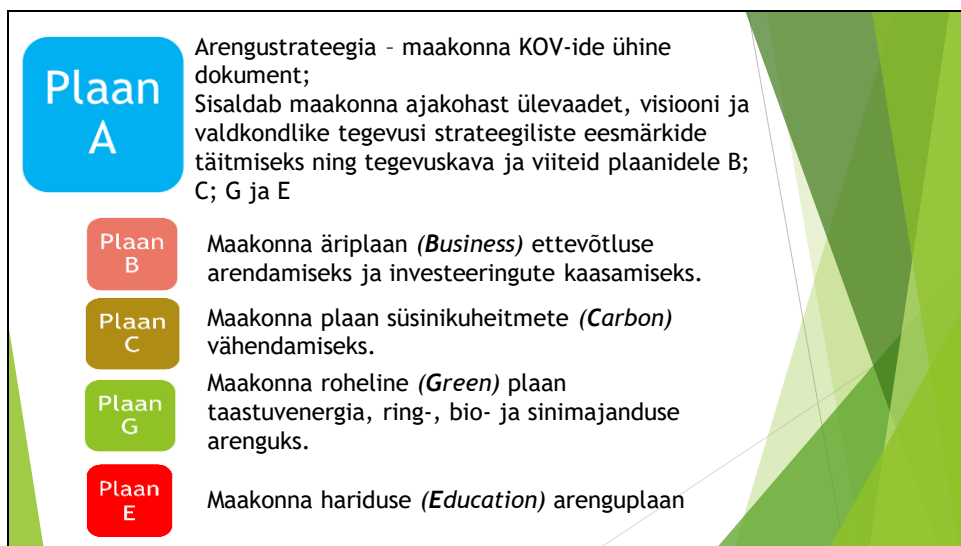 Plaan
A
Arengustrateegia – maakonna KOV-ide ühine
dokument;
Sisaldab maakonna ajakohast ülevaadet, visiooni ja
valdkondlike tegevusi strateegiliste eesmärkide
täitmiseks ning tegevuskava ja viiteid plaanidele B;
C; G ja E
Plaan
B
Maakonna äriplaan (Business) ettevõtluse
arendamiseks ja investeeringute kaasamiseks.
Plaan
C
Maakonna plaan süsinikuheitmete (Carbon)
vähendamiseks.
Plaan
G
Maakonna roheline (Green) plaan
taastuvenergia, ring-, bio- ja sinimajanduse
arenguks.
Plaan
E
Maakonna hariduse (Education) arenguplaan